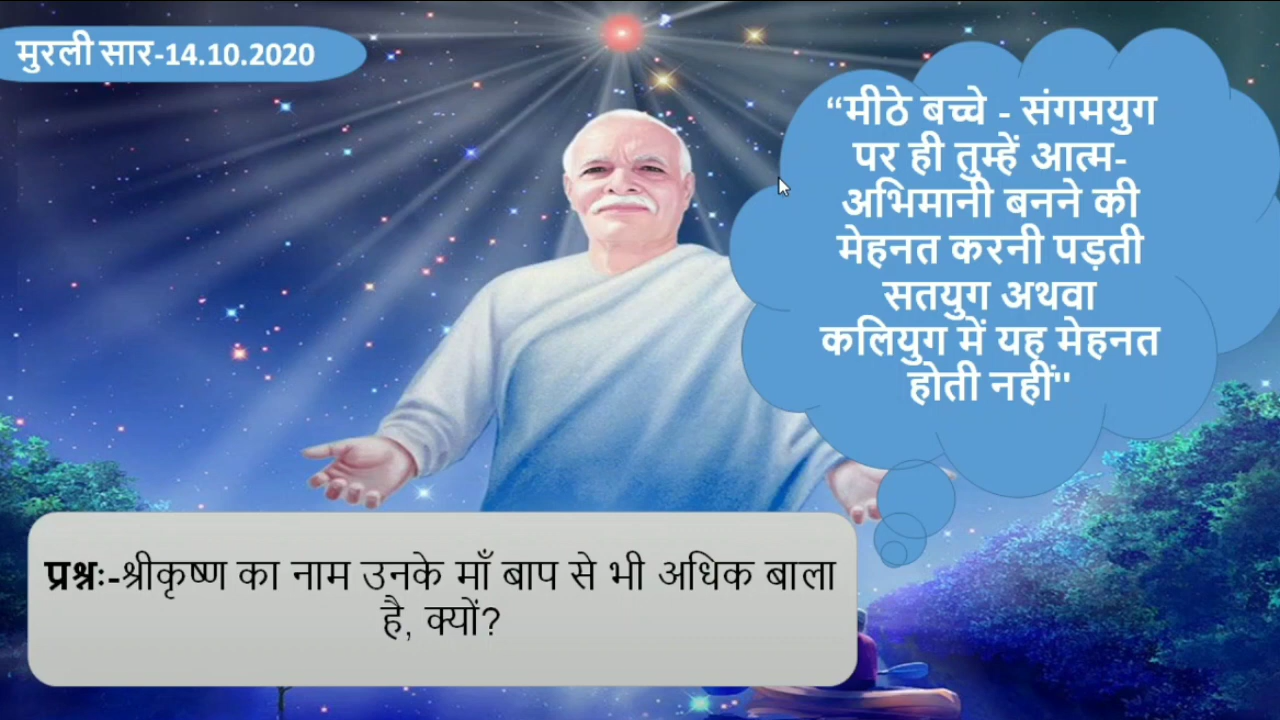 मुरली सार-14.10.2020
“मीठे बच्चे - संगमयुग
पर ही तुम्हें आत्म-
अभिमानी बनने की
मेहनत करनी पड़ती
सतयुग अथवा
कलियुग में यह मेहनत
होती नहीं"
प्रश्नः-श्रीकृष्ण का नाम उनके माँ बाप से भी अधिक बाला
है, क्यों?